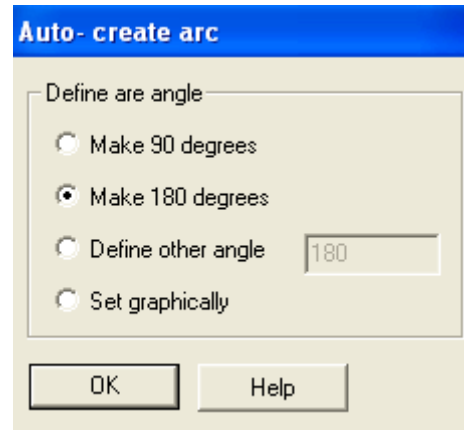 Auto- create arc
Define are angle
Make 90 degrees
Make 180 degrees
Define other angle 180
Set graphically
OK Help